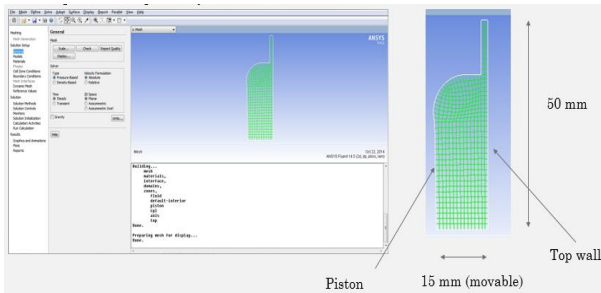 File Mesh Define Solve Adapt Surface Display Report Parallel View Help
Meshing
Mesh Generation
Solution Setup
General
Models
Materials
Phases
Cell Zone Conditions
Boundary Conditions
Mesh Interfaces
Dynamic Mesh
Reference Values
Solution
Solution Methods
Solution Controls
Monitors
Solution Initialization
Calculation Activities
Run Calculation
Results
Graphics and Animations
Plots
Reports
General
Mesh
Scale...
Check
Report Quality
Display...
Solver
Type
Velocity Formulation
Pressure-Based
Absolute
Density-Based
Relative
Time
2D Space
Steady
Planar
Transient
Axisymmetric
Axisymmetric Swirl
Gravity
Units...
Help
Mesh
ANSYS
Mesh
Oct 22, 2014
Building...
mesh
materials,
interface,
domains,
zones,
fluid
default-interior
piston
cyl
axis
top
Done.
Preparing mesh for display...
Done.
50 mm
Top wall
Piston
15 mm (movable)